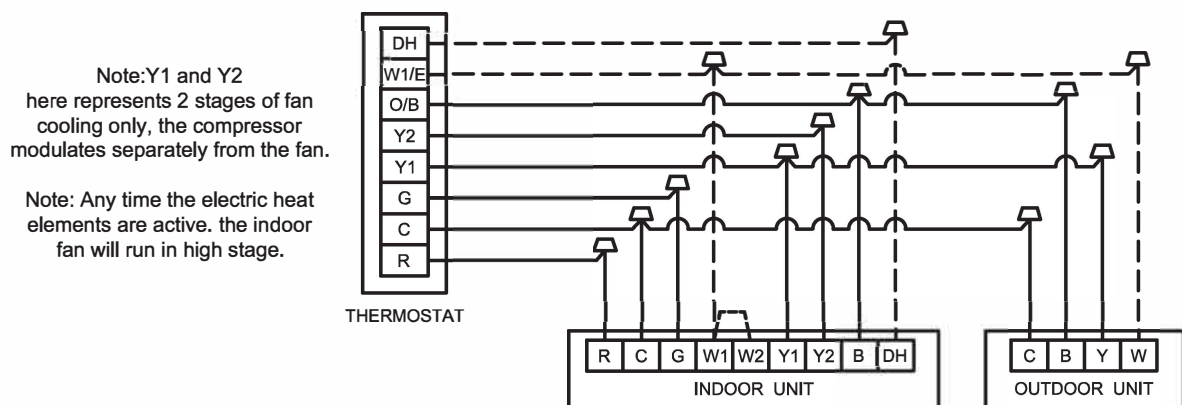 Note:Y1 and Y2
here represents 2 stages of fan
cooling only, the compressor
modulates separately from the fan.
Note: Any time the electric heat
elements are active. the indoor
fan will run in high stage.
DH
W1/E
O/B
Y2
Y1
G
C
R
THERMOSTAT
R C G W1 W2 Y1 Y2 B DH
INDOOR UNIT
C B Y W
OUTDOOR UNIT